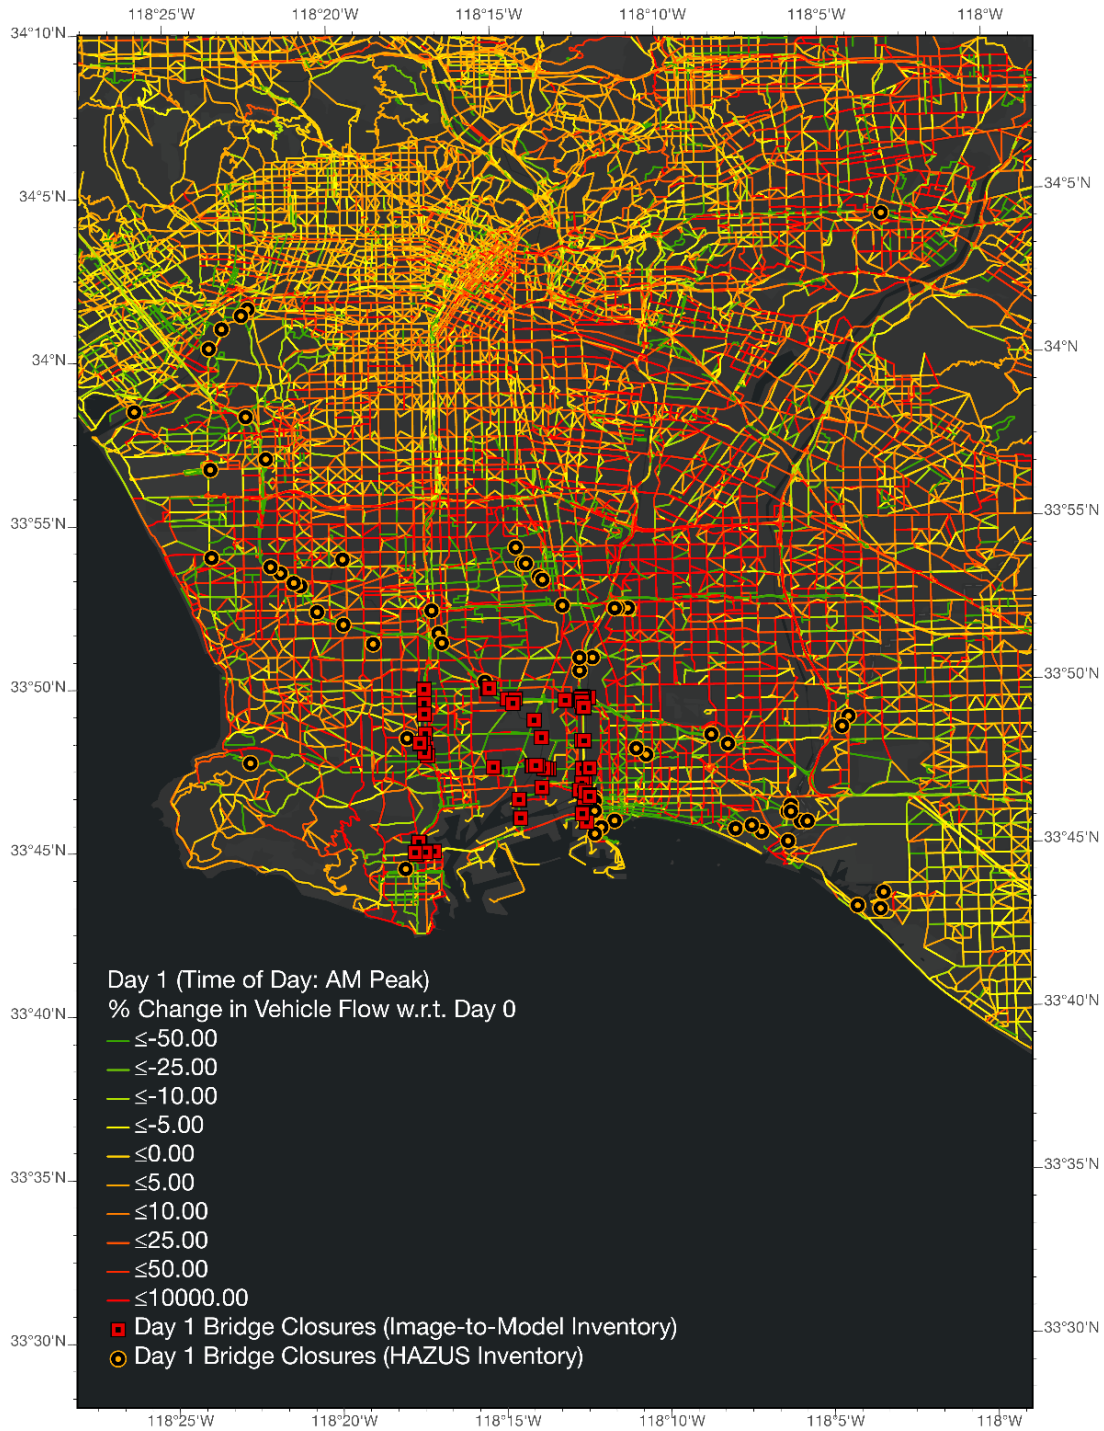 118°25'W 118°20'W 118°15'W 118°10'W 118°5'W 118°W
34°10'N
34°5'N 34°5'N
34°N 34°N
33°55'N 33°55'N
33°50'N 33°50'N
33°45'N 33°45'N
Day 1 (Time of Day: AM Peak)
% Change in Vehicle Flow w.r.t. Day 0
33°40'N 33°40'N
≤-50.00
≤-25.00
≤-10.00
≤-5.00
≤0.00
33°35'N 33°35'N
≤5.00
≤10.00
≤25.00
≤50.00
≤10000.00
Day 1 Bridge Closures (Image-to-Model Inventory)
33°30'N 33°30'N
Day 1 Bridge Closures (HAZUS Inventory)
118°25'W 118°20'W 118°15'W 118°10'W 118°5'W 118°W